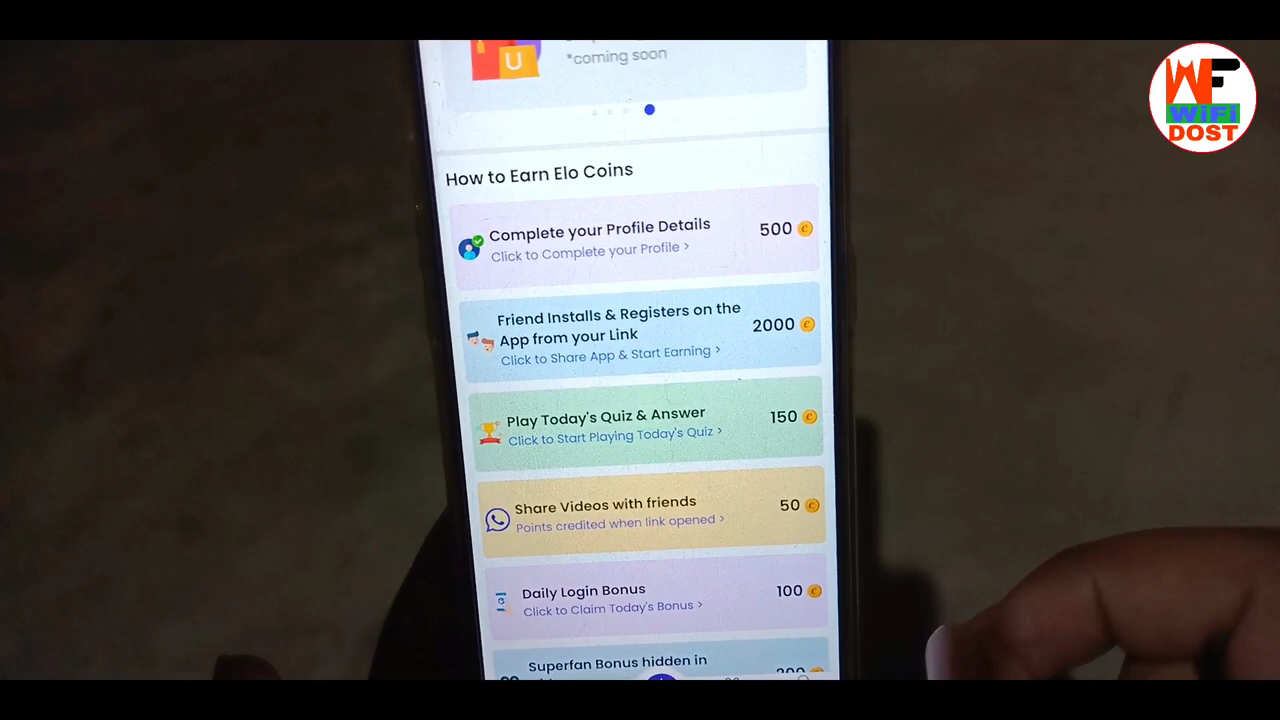 U
*coming soon
How to Earn Elo Coins
Complete your Profile Details
Click to Complete your Profile >
500
Friend Installs & Registers on the
App from your Link
Click to Share App & Start Earning >
2000
Play Today's Quiz & Answer
Click to Start Playing Today's Quiz >
150
Share Videos with friends
Points credited when link opened >
50
Daily Login Bonus
Click to Claim Today's Bonus >
100
Superfan Bonus hidden in
200
WF
WiFi
DOST